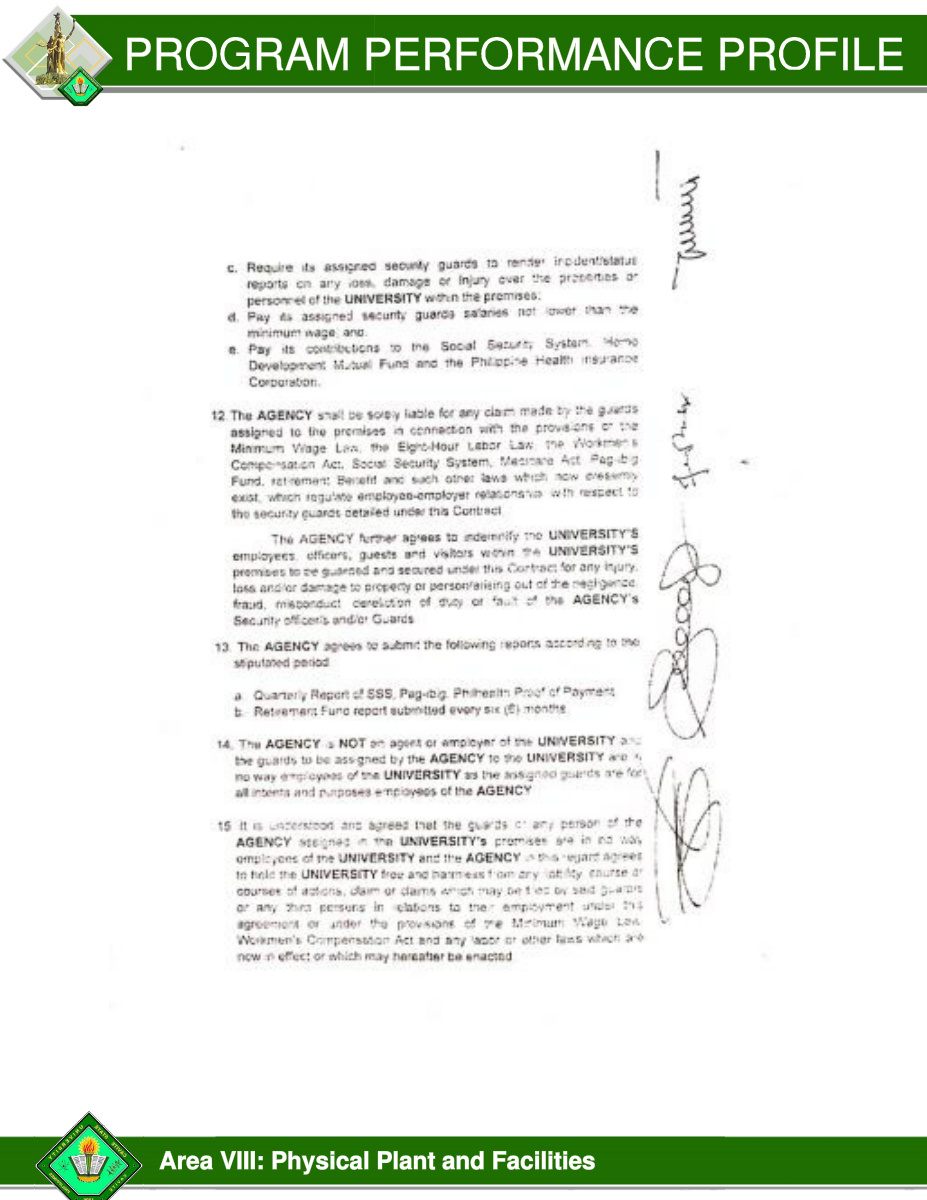 PROGRAM PERFORMANCE PROFILE
c. Require its assigned security guards to render incident/status
reports on any loss, damage or injury over the properties or
personnel of the UNIVERSITY within the premises;
d. Pay its assigned security guards salaries not lower than the
minimum wage; and
e. Pay its contributions to the Social Security System, Home
Development Mutual Fund and the Philippine Health Insurance
Corporation.
12. The AGENCY shall be solely liable for any claim made by the guards
assigned to the premises in connection with the provisions of the
Minimum Wage Law, the Eight-Hour Labor Law, the Workmen's
Compensation Act, Social Security System, Medicare Act, Pag-ibig
Fund, retirement Benefit and such other laws which now presently
exist, which regulate employee-employer relationship with respect to
the security guards detailed under this Contract
The AGENCY further agrees to indemnify the UNIVERSITY'S
employees, officers, guests and visitors within the UNIVERSITY'S
premises to be guarded and secured under this Contract for any injury,
loss and/or damage to property or person/arising out of the negligence,
fraud, misconduct, dereliction of duty or fault of the AGENCY's
Security officer/s and/or Guards
13. The AGENCY agrees to submit the following reports according to the
stipulated period
a. Quarterly Report of SSS, Pag-ibig, Philhealth Proof of Payment
b. Retirement Fund report submitted every six (6) months
14. The AGENCY is NOT an agent or employer of the UNIVERSITY and
the guards to be assigned by the AGENCY to the UNIVERSITY are in
no way employees of the UNIVERSITY as the assigned guards are for
all intents and purposes employees of the AGENCY
15. It is understood and agreed that the guards or any person of the
AGENCY assigned in the UNIVERSITY's premises are in no way
employees of the UNIVERSITY and the AGENCY in this regard agrees
to hold the UNIVERSITY free and harmless from any liability, course or
courses of actions, claim or claims which may be filed by said guards
or any third persons in relations to their employment under this
agreement or under the provisions of the Minimum Wage Law,
Workmen's Compensation Act and any labor or other laws which are
now in effect or which may hereafter be enacted
Area VIII: Physical Plant and Facilities